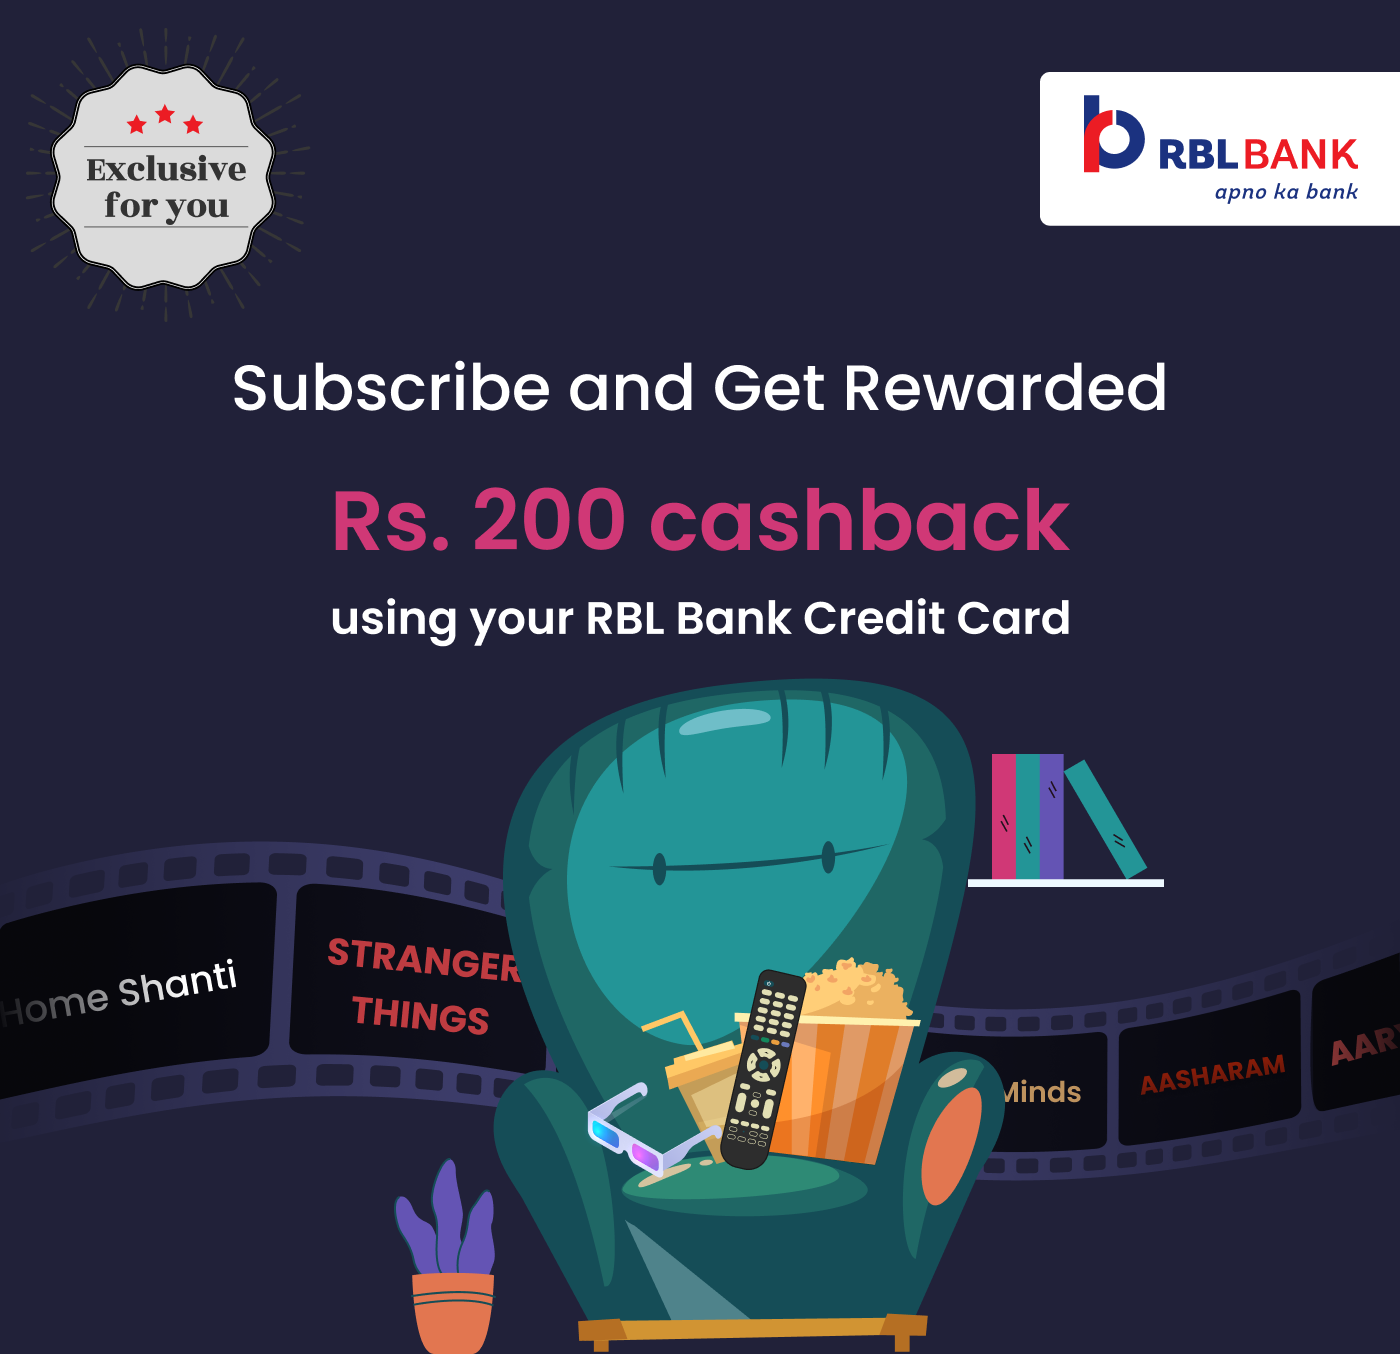 Exclusive
for you
RBL BANK
apno ka bank
Subscribe and Get Rewarded
Rs. 200 cashback
using your RBL Bank Credit Card
Home Shanti
STRANGER
THINGS
Minds
AASHARAM
AAR